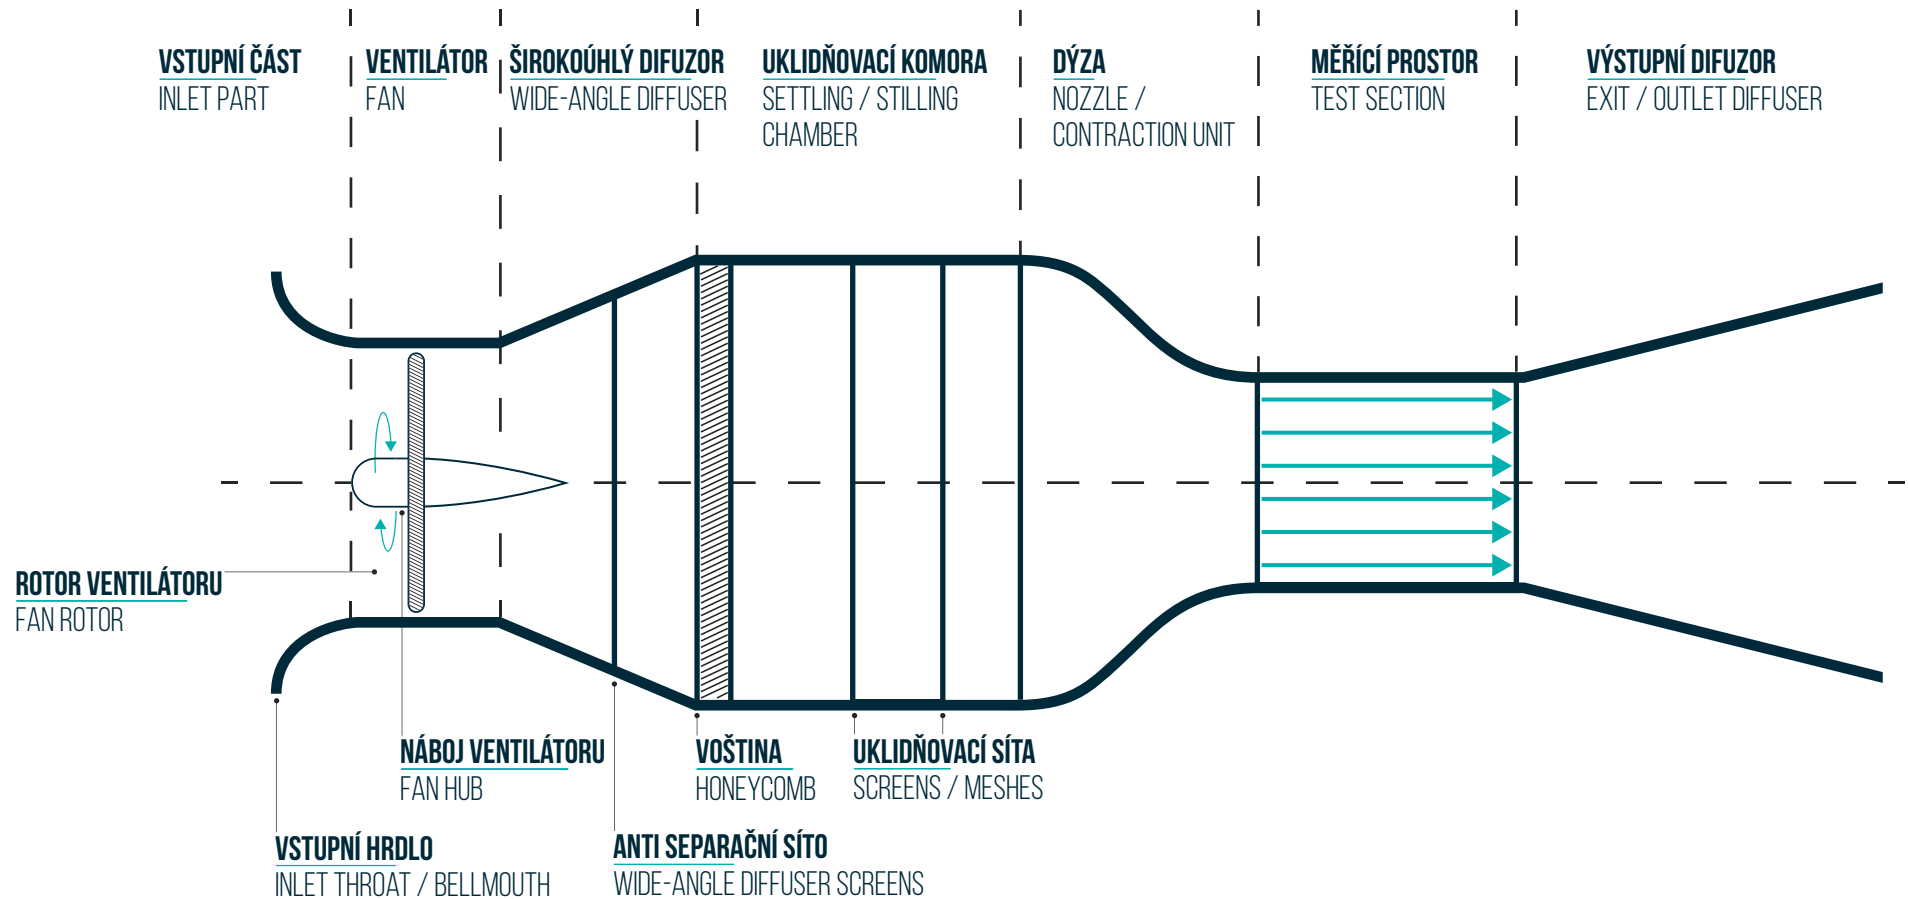 VSTUPNÍ ČÁST
INLET PART
VENTILÁTOR
FAN
ŠIROKOÚHLÝ DIFUZOR
WIDE-ANGLE DIFFUSER
UKLIDŇOVACÍ KOMORA
SETTLING / STILLING
CHAMBER
DÝZA
NOZZLE /
CONTRACTION UNIT
MĚŘÍCÍ PROSTOR
TEST SECTION
VÝSTUPNÍ DIFUZOR
EXIT / OUTLET DIFFUSER
ROTOR VENTILÁTORU
FAN ROTOR
NÁBOJ VENTILÁTORU
FAN HUB
VOŠTINA
HONEYCOMB
UKLIDŇOVACÍ SÍTA
SCREENS / MESHES
VSTUPNÍ HRDLO
INLET THROAT / BELLMOUTH
ANTI SEPARAČNÍ SÍTO
WIDE-ANGLE DIFFUSER SCREENS